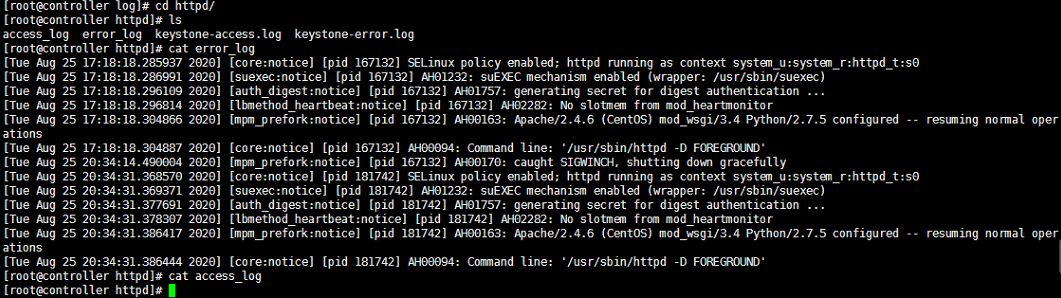 [root@controller log]# cd httpd/
[root@controller httpd]# ls
access_log  error_log  keystone-access.log  keystone-error.log
[root@controller httpd]# cat error_log
[Tue Aug 25 17:18:18.285937 2020] [core:notice] [pid 167132] SELinux policy enabled; httpd running as context system_u:system_r:httpd_t:s0
[Tue Aug 25 17:18:18.286991 2020] [suexec:notice] [pid 167132] AH01232: suEXEC mechanism enabled (wrapper: /usr/sbin/suexec)
[Tue Aug 25 17:18:18.296109 2020] [auth_digest:notice] [pid 167132] AH01757: generating secret for digest authentication ...
[Tue Aug 25 17:18:18.296814 2020] [lbmethod_heartbeat:notice] [pid 167132] AH02282: No slotmem from mod_heartmonitor
[Tue Aug 25 17:18:18.304866 2020] [mpm_prefork:notice] [pid 167132] AH00163: Apache/2.4.6 (CentOS) mod_wsgi/3.4 Python/2.7.5 configured -- resuming normal oper
ations
[Tue Aug 25 17:18:18.304887 2020] [core:notice] [pid 167132] AH00094: Command line: '/usr/sbin/httpd -D FOREGROUND'
[Tue Aug 25 20:34:14.490004 2020] [mpm_prefork:notice] [pid 167132] AH00170: caught SIGWINCH, shutting down gracefully
[Tue Aug 25 20:34:31.368570 2020] [core:notice] [pid 181742] SELinux policy enabled; httpd running as context system_u:system_r:httpd_t:s0
[Tue Aug 25 20:34:31.369371 2020] [suexec:notice] [pid 181742] AH01232: suEXEC mechanism enabled (wrapper: /usr/sbin/suexec)
[Tue Aug 25 20:34:31.377691 2020] [auth_digest:notice] [pid 181742] AH01757: generating secret for digest authentication ...
[Tue Aug 25 20:34:31.378307 2020] [lbmethod_heartbeat:notice] [pid 181742] AH02282: No slotmem from mod_heartmonitor
[Tue Aug 25 20:34:31.386417 2020] [mpm_prefork:notice] [pid 181742] AH00163: Apache/2.4.6 (CentOS) mod_wsgi/3.4 Python/2.7.5 configured -- resuming normal oper
ations
[Tue Aug 25 20:34:31.386444 2020] [core:notice] [pid 181742] AH00094: Command line: '/usr/sbin/httpd -D FOREGROUND'
[root@controller httpd]# cat access_log
[root@controller httpd]#